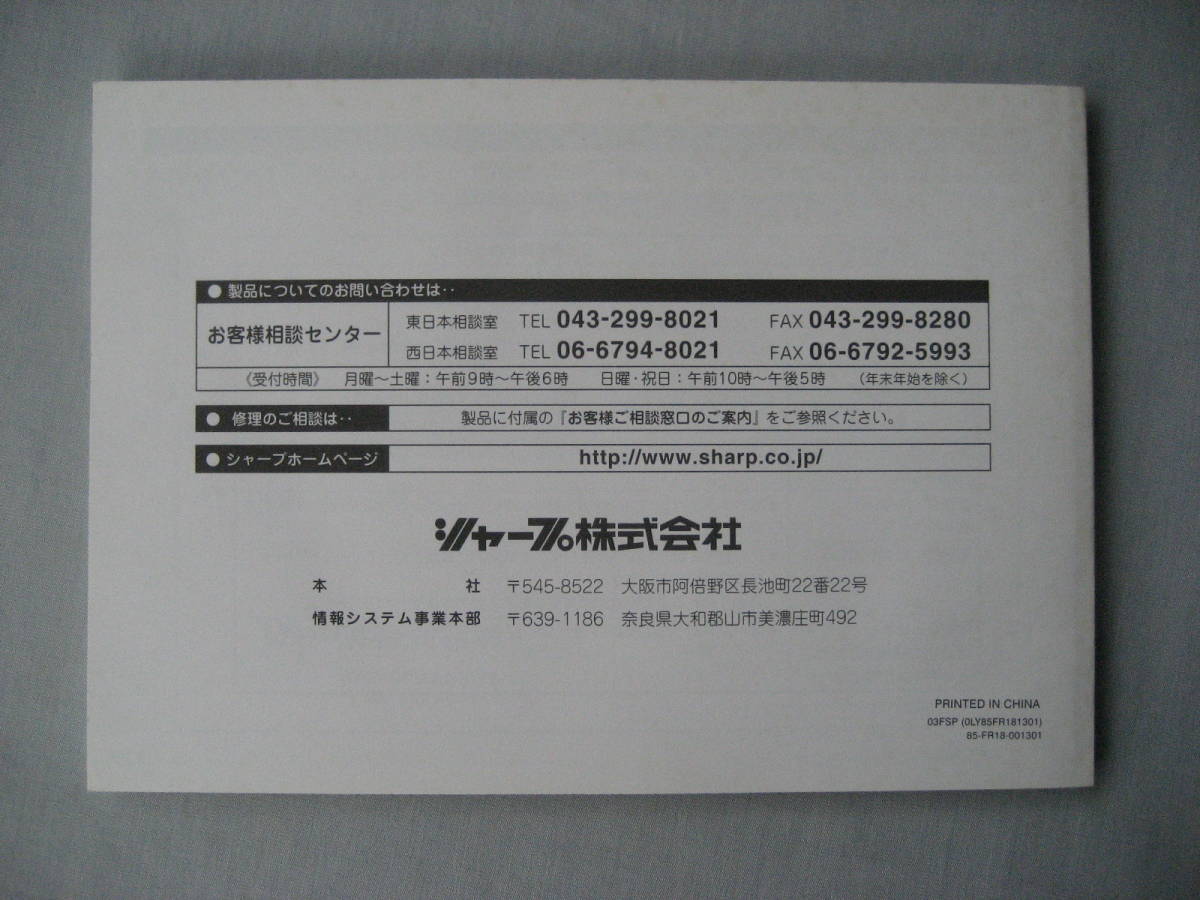 ● 製品についてのお問い合わせは‥
お客様相談センター
東日本相談室 TEL 043-299-8021 FAX 043-299-8280
西日本相談室 TEL 06-6794-8021 FAX 06-6792-5993
《受付時間》 月曜～土曜：午前9時～午後6時 日曜・祝日：午前10時～午後5時 （年末年始を除く）
● 修理のご相談は‥ 製品に付属の『お客様ご相談窓口のご案内』をご参照ください。
● シャープホームページ http://www.sharp.co.jp/
シャープ株式会社
本 社 〒545-8522 大阪市阿倍野区長池町22番22号
情報システム事業本部 〒639-1186 奈良県大和郡山市美濃庄町492
PRINTED IN CHINA
03FSP (0LY85FR181301)
85-FR18-001301